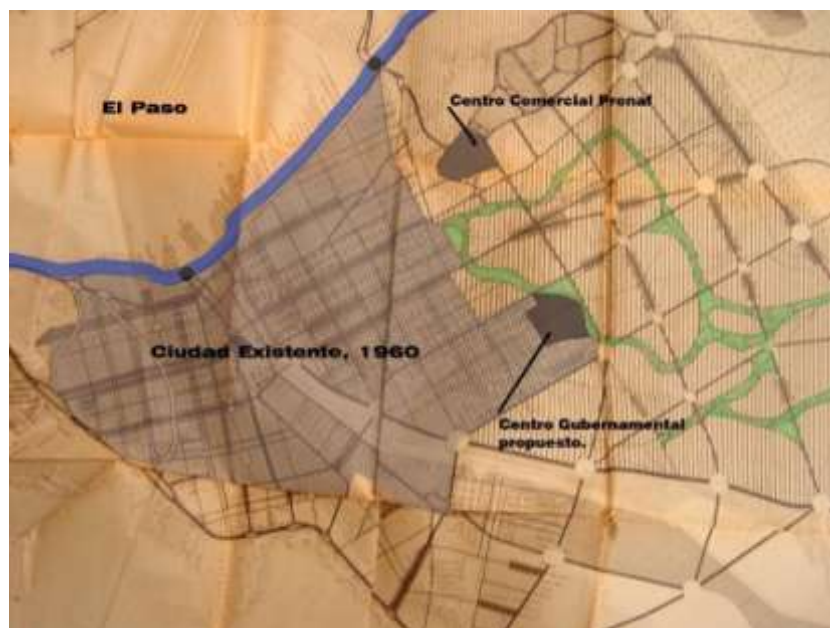 El Paso
Centro Comercial Pronaf
Ciudad Existente, 1960
Centro Gubernamental
propuesto.